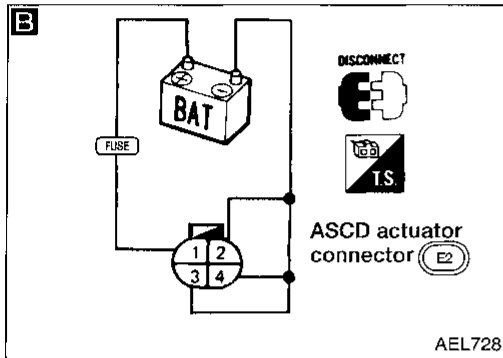 B
DISCONNECT
BAT
FUSE
T.S.
1 2
3 4
ASCD actuator
connector E2
AEL728